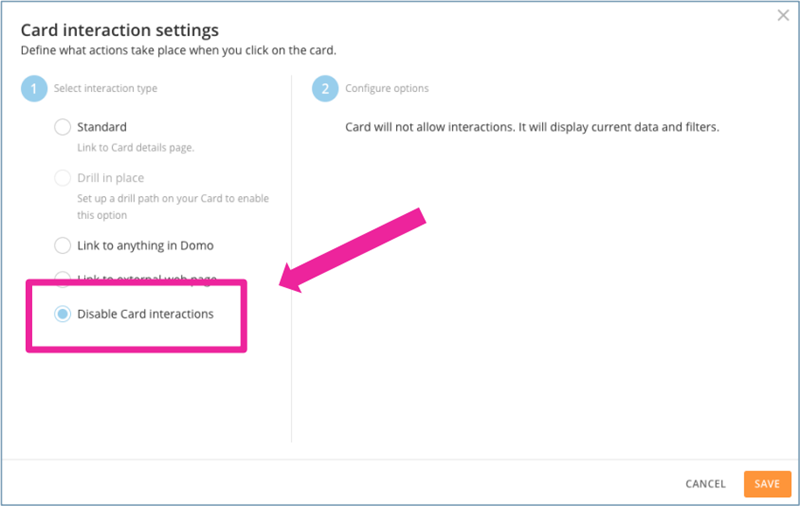 Card interaction settings
Define what actions take place when you click on the card.
1 Select interaction type
Standard
Link to Card details page.
Drill in place
Set up a drill path on your Card to enable
this option
Link to anything in Domo
Link to external web page
Disable Card interactions
2 Configure options
Card will not allow interactions. It will display current data and filters.
CANCEL SAVE